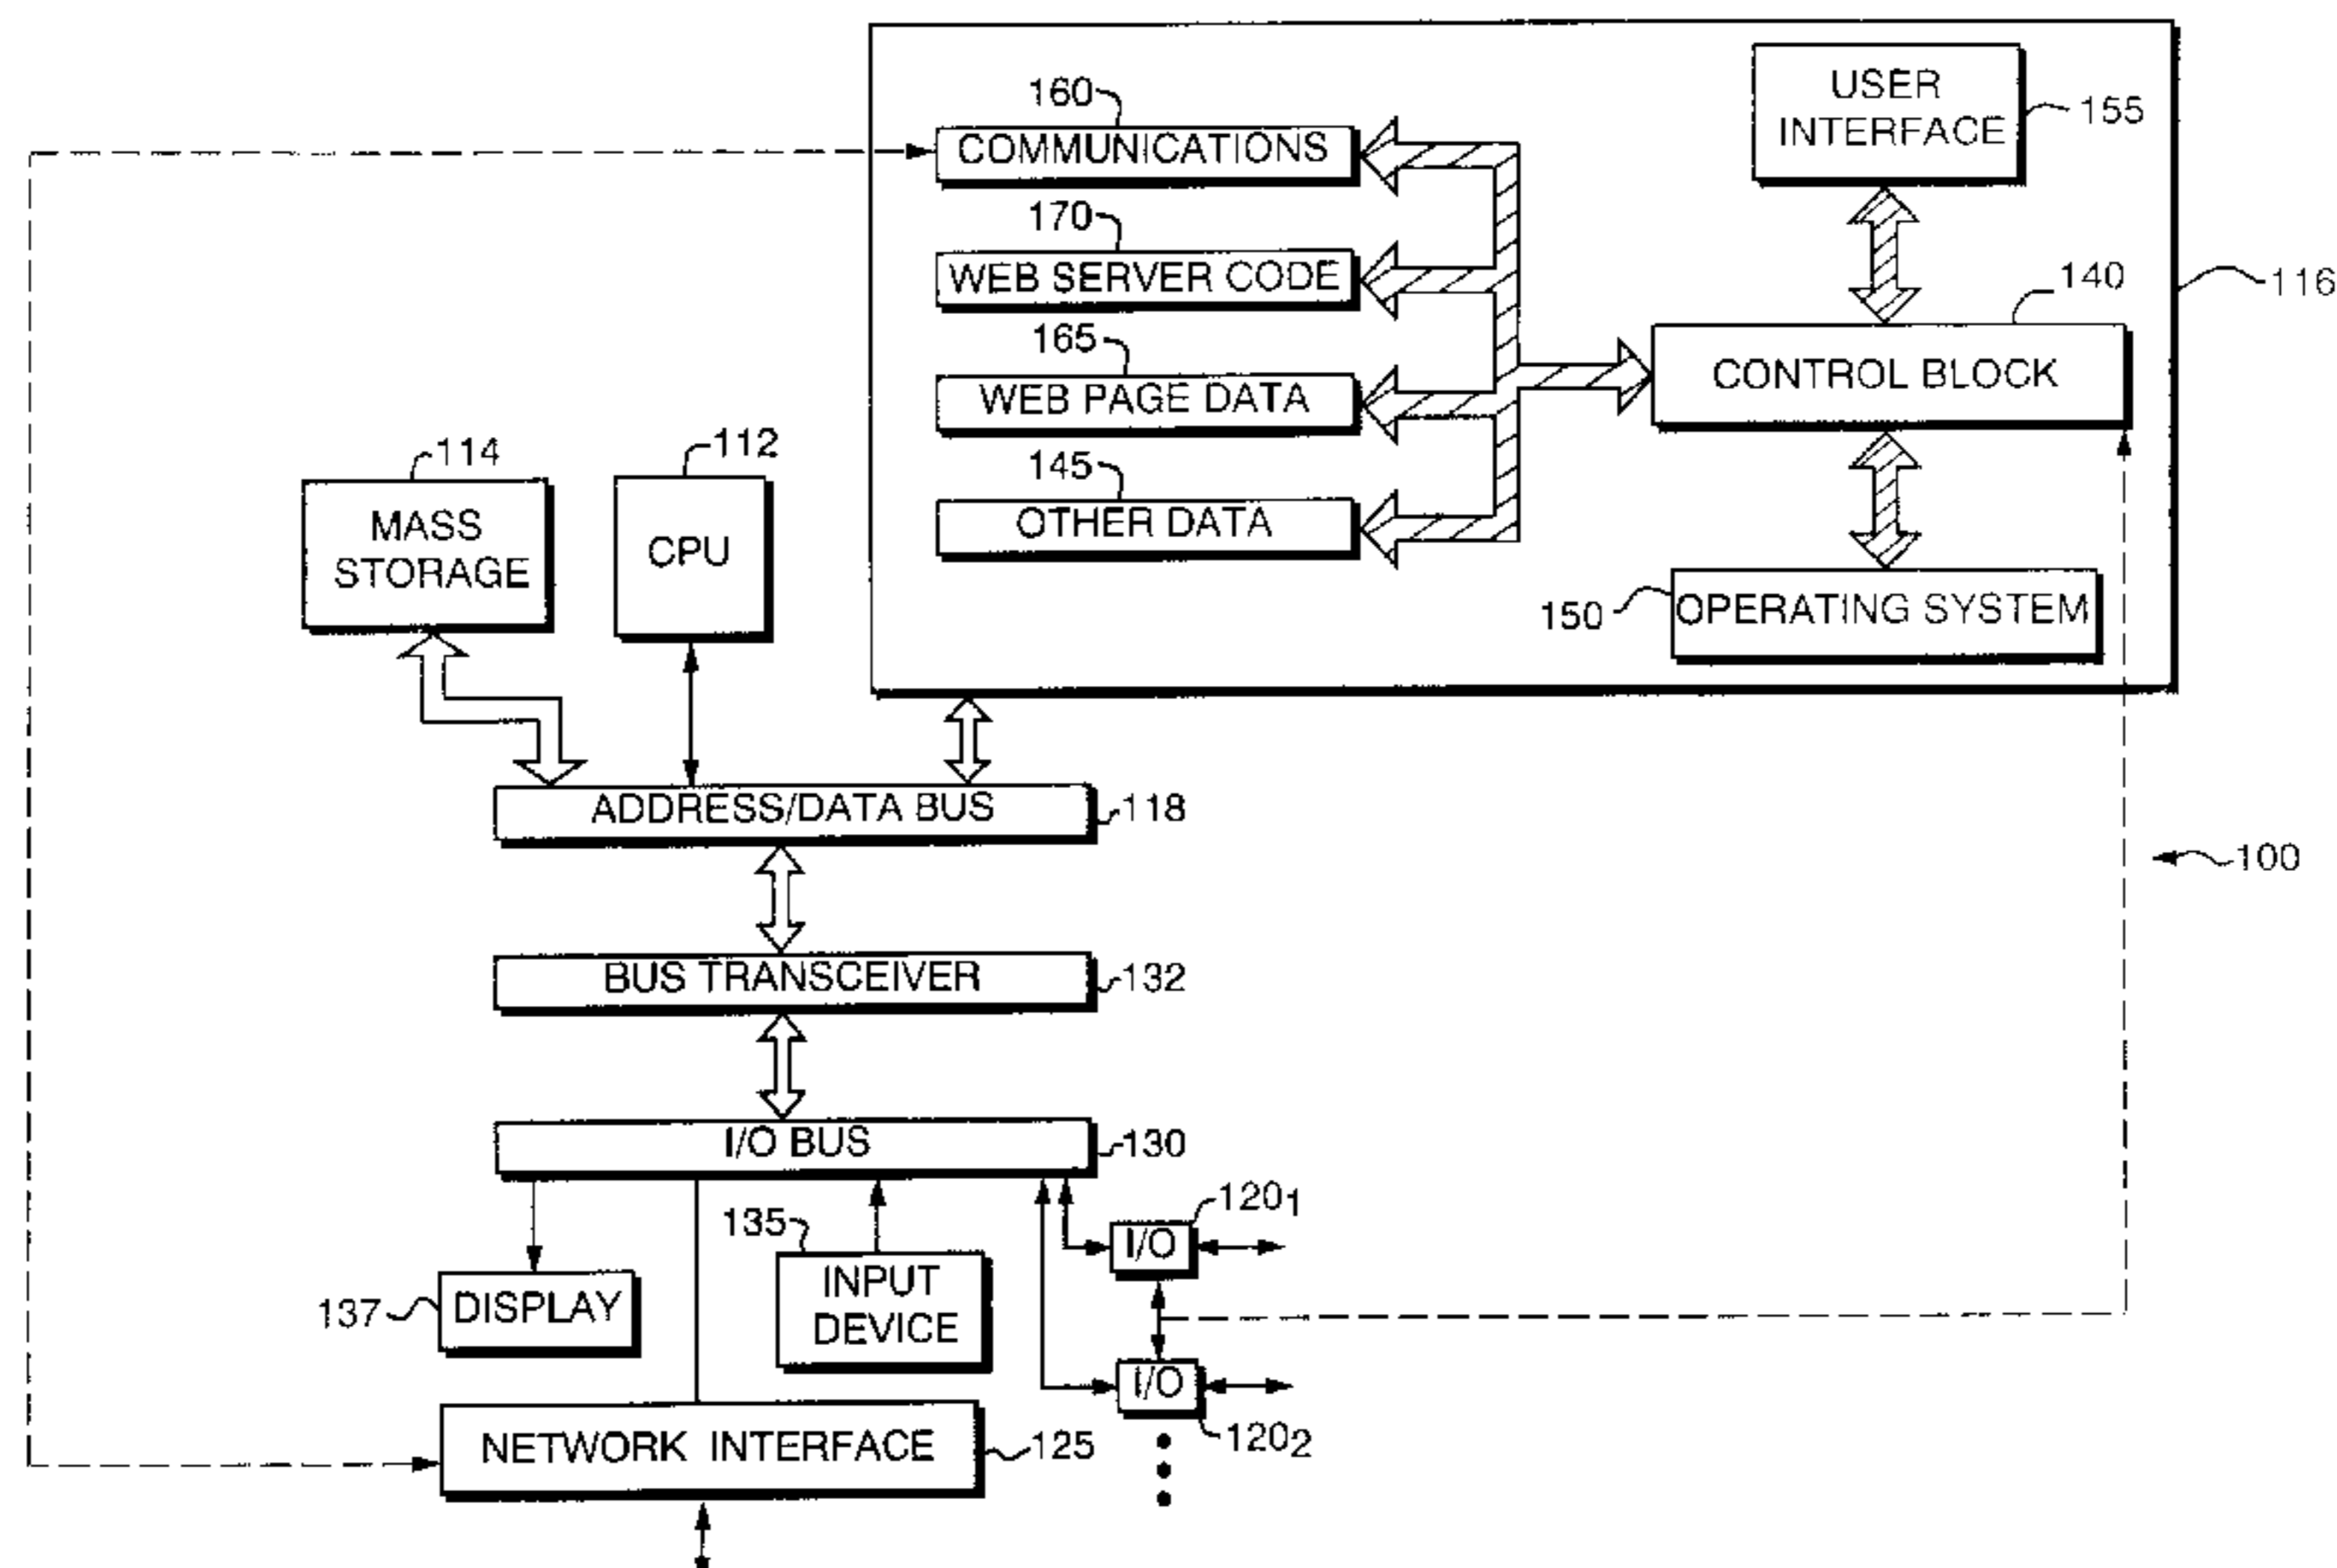 160
COMMUNICATIONS
170
WEB SERVER CODE
165
WEB PAGE DATA
145
OTHER DATA
USER
INTERFACE
155
140
CONTROL BLOCK
116
150
OPERATING SYSTEM
114
MASS
STORAGE
112
CPU
ADDRESS/DATA BUS
118
100
BUS TRANSCEIVER
132
I/O BUS
130
137
DISPLAY
135
INPUT
DEVICE
120₁
I/O
I/O
120₂
NETWORK INTERFACE
125